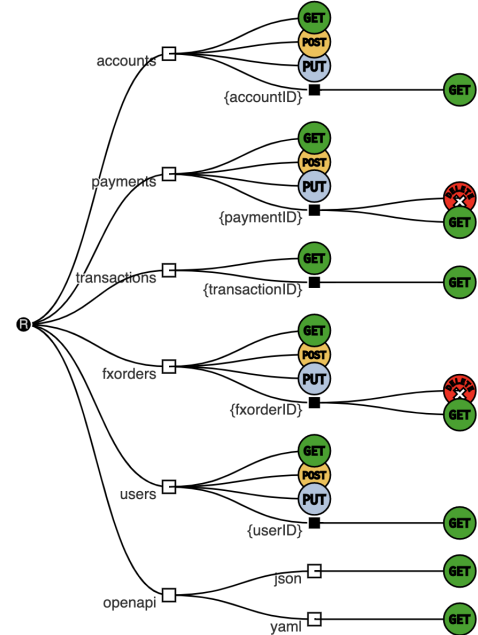 GET
accounts
POST
PUT
{accountID}
GET
GET
payments
POST
PUT
{paymentID}
DELETE
GET
GET
transactions
{transactionID}
GET
R
GET
fxorders
POST
PUT
{fxorderID}
DELETE
GET
GET
users
POST
PUT
{userID}
GET
json
GET
openapi
yaml
GET